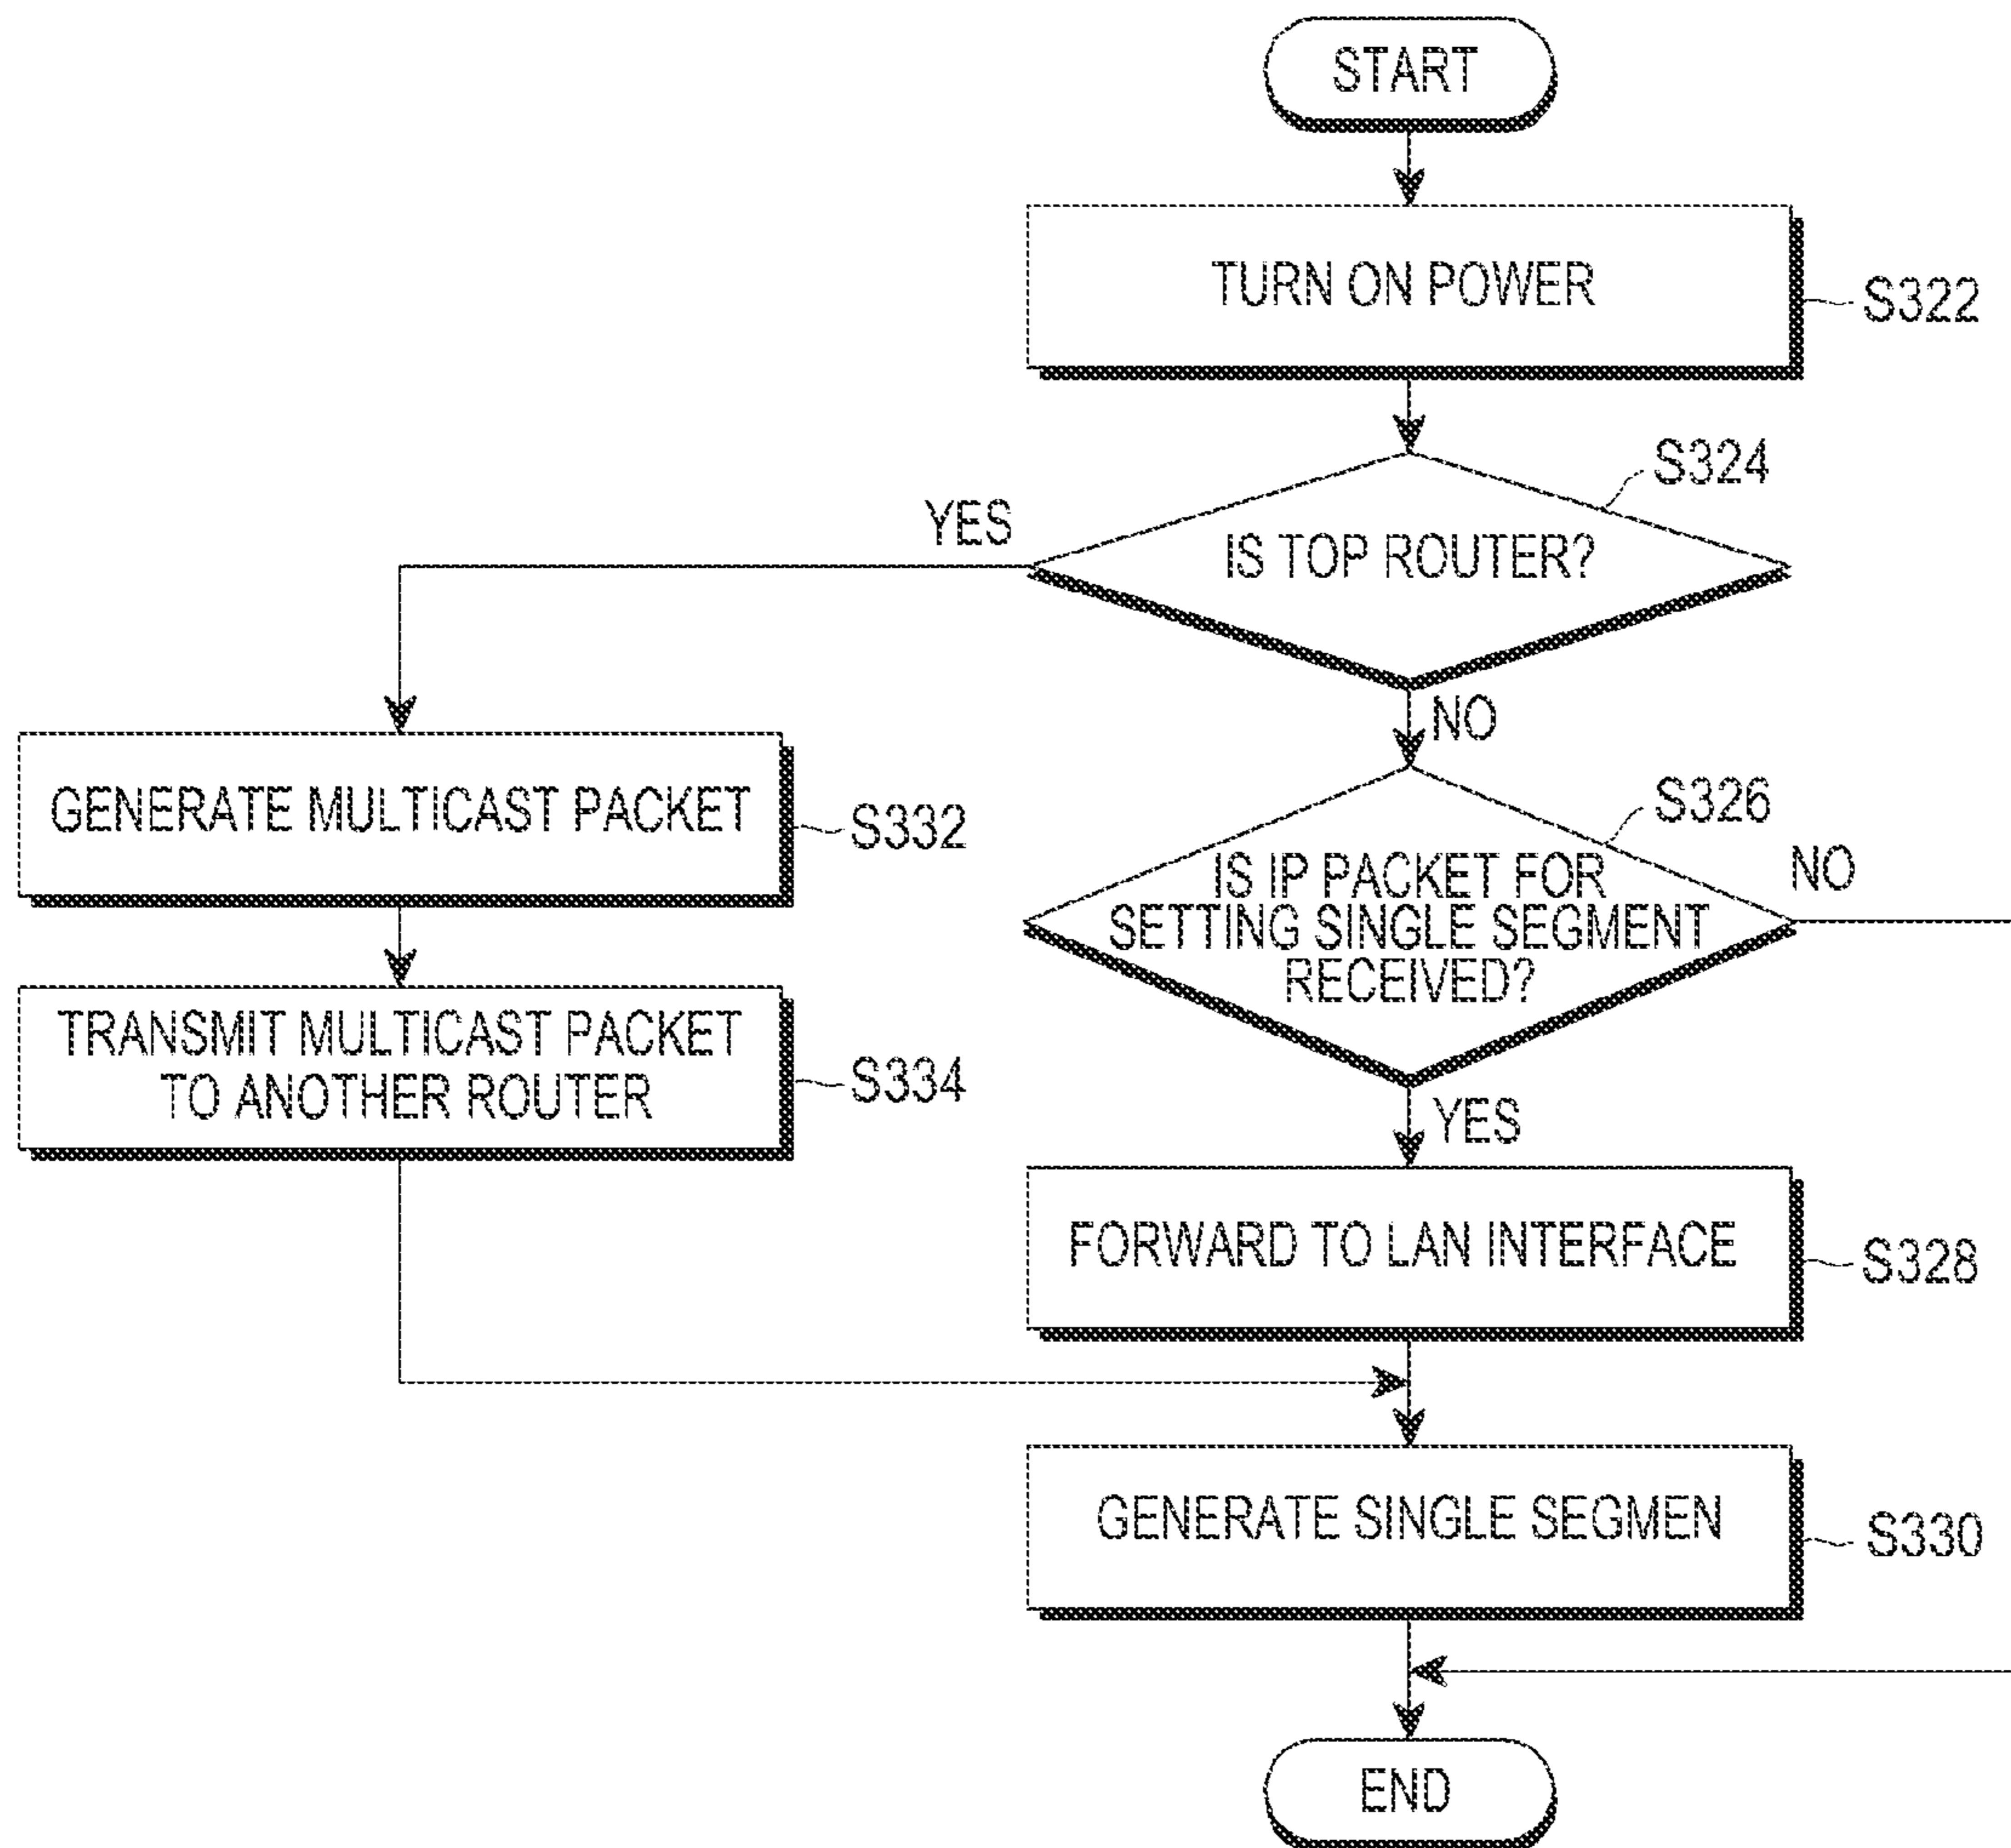 START
TURN ON POWER
S322
S324
YES
IS TOP ROUTER?
NO
GENERATE MULTICAST PACKET
S332
S326
IS IP PACKET FOR
SETTING SINGLE SEGMENT
RECEIVED?
NO
TRANSMIT MULTICAST PACKET
TO ANOTHER ROUTER
S334
YES
FORWARD TO LAN INTERFACE
S328
GENERATE SINGLE SEGMEN
S330
END